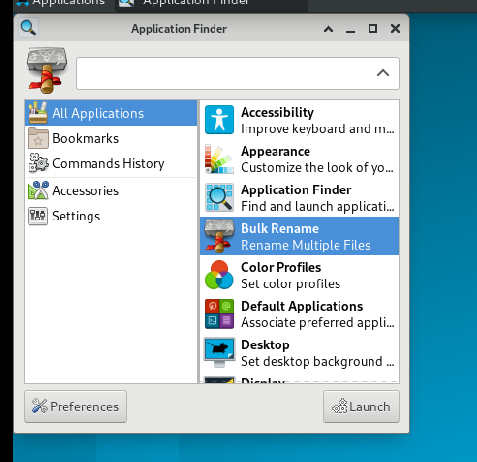 Applications
Application Finder
Application Finder
All Applications
Bookmarks
Commands History
Accessories
Settings
Accessibility
Improve keyboard and m...
Appearance
Customize the look of yo...
Application Finder
Find and launch applicati...
Bulk Rename
Rename Multiple Files
Color Profiles
Set color profiles
Default Applications
Associate preferred appli...
Desktop
Set desktop background ...
Display
Preferences
Launch